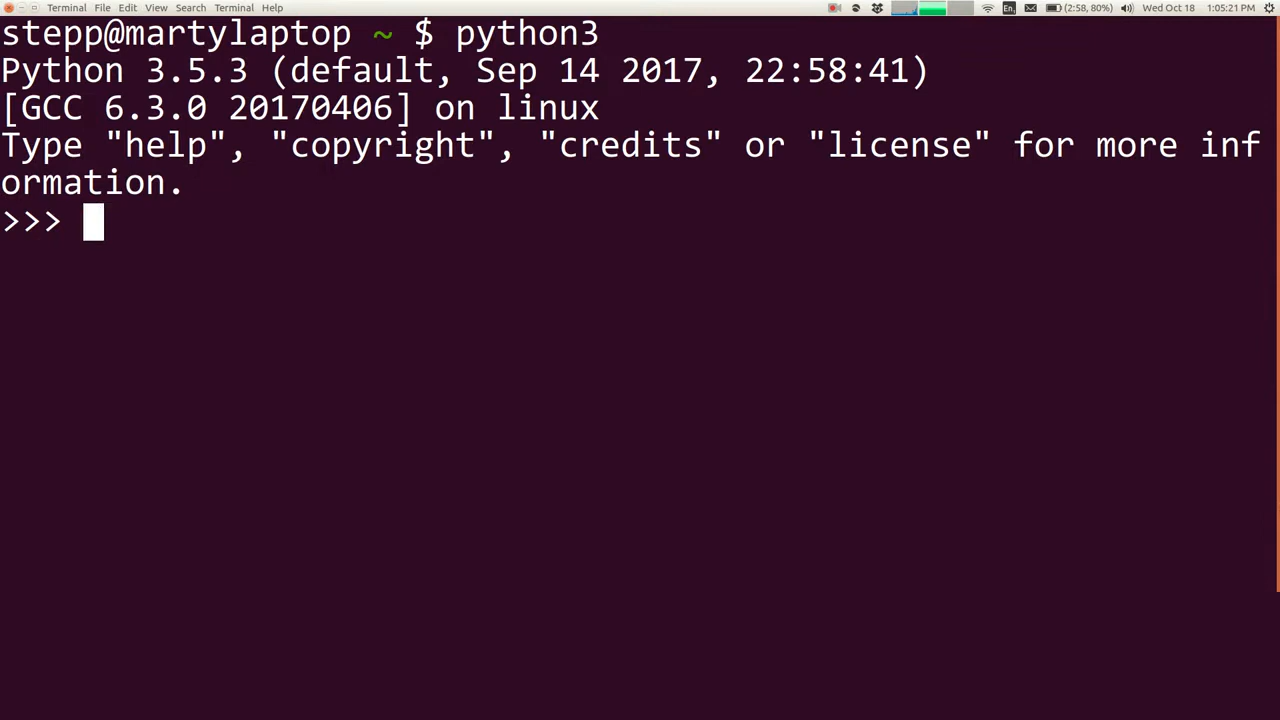 Terminal File Edit View Search Terminal Help En (2:58, 80%) Wed Oct 18 1:05:21 PM
stepp@martylaptop ~ $ python3
Python 3.5.3 (default, Sep 14 2017, 22:58:41)
[GCC 6.3.0 20170406] on linux
Type "help", "copyright", "credits" or "license" for more inf
ormation.
>>>